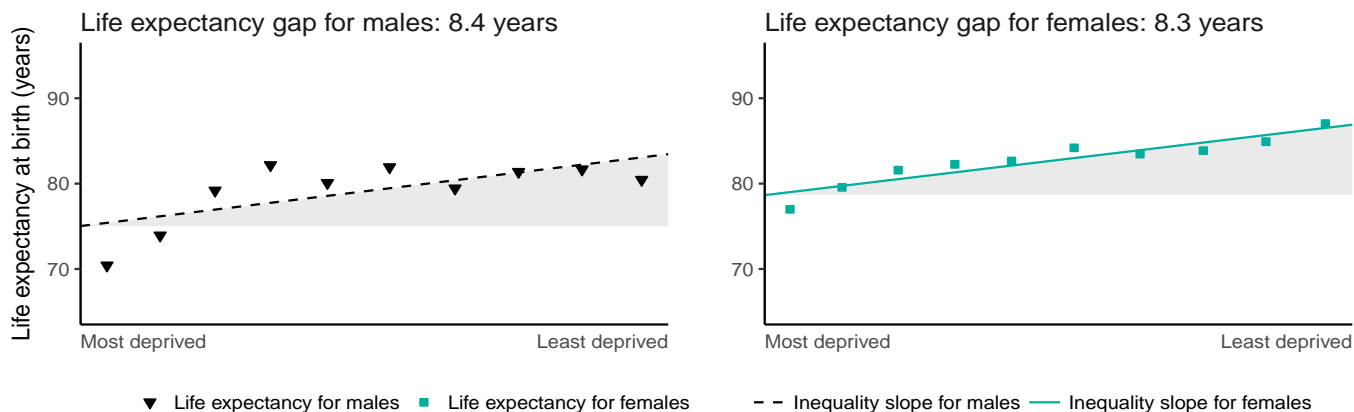 Life expectancy gap for males: 8.4 years
Life expectancy at birth (years)
90
80
70
Most deprived Least deprived
Life expectancy gap for females: 8.3 years
90
80
70
Most deprived Least deprived
Life expectancy for males Life expectancy for females Inequality slope for males Inequality slope for females